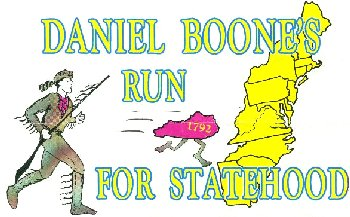 DANIEL BOONE'S
RUN
1792
FOR STATEHOOD